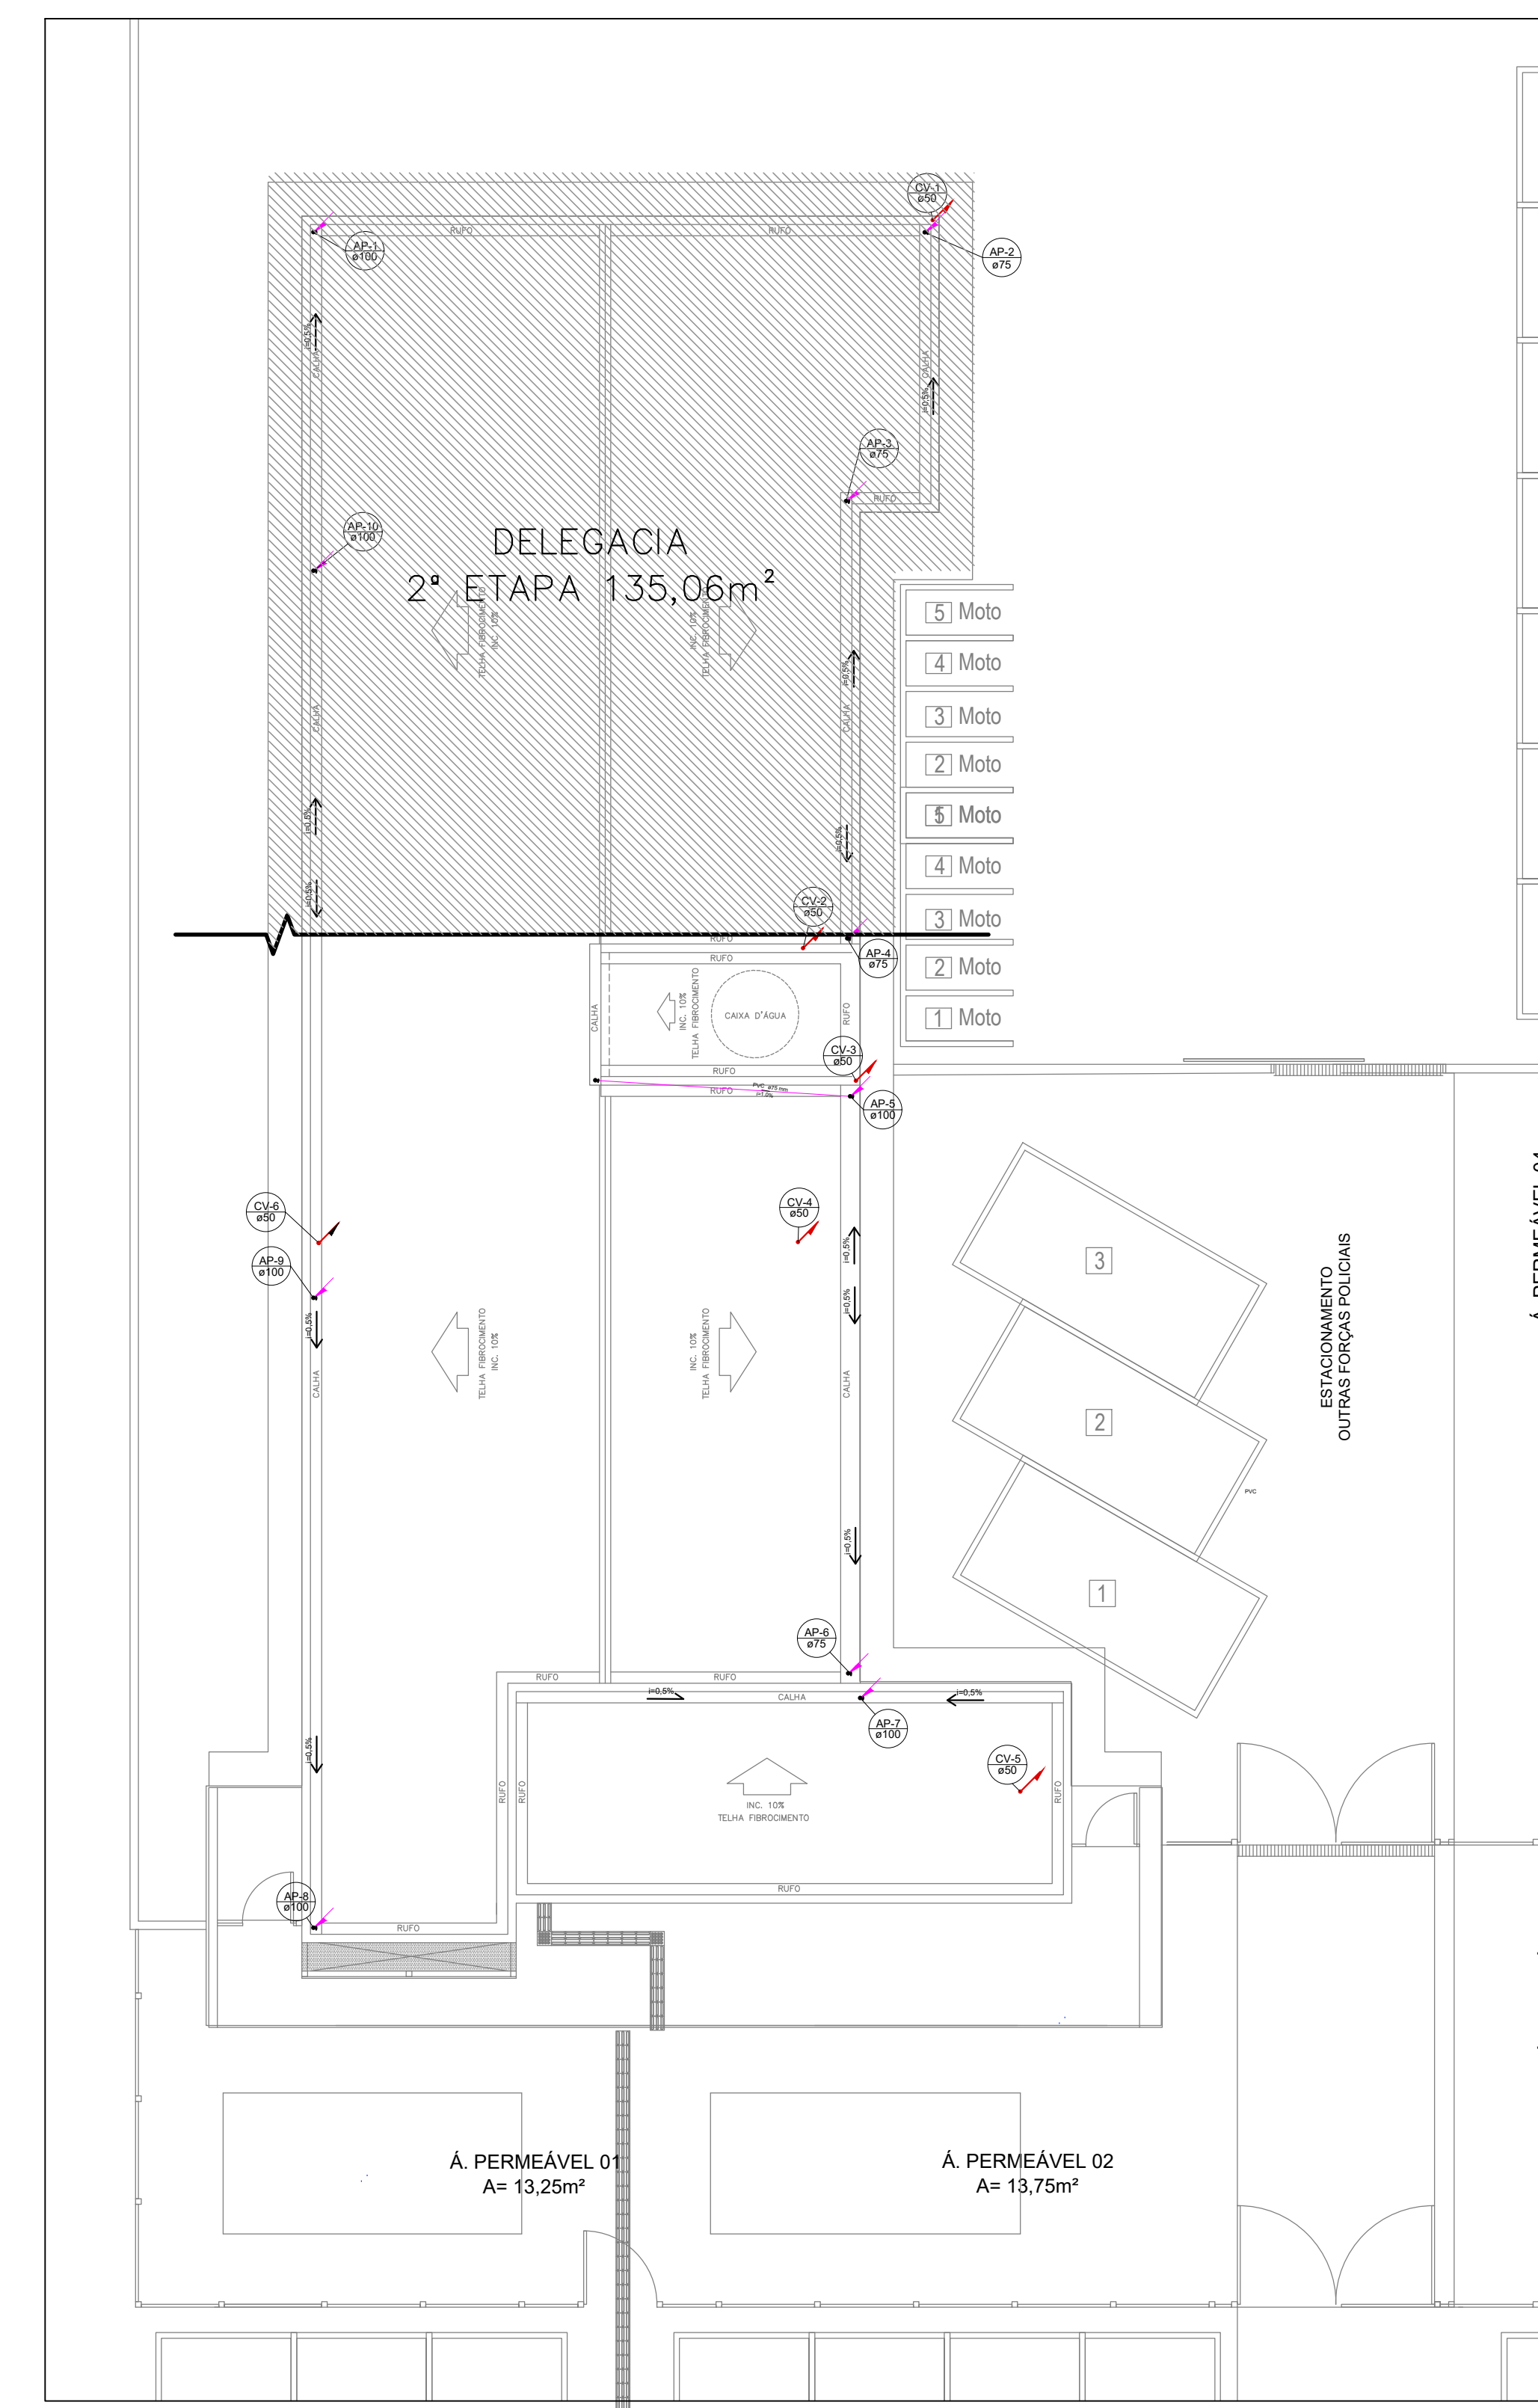 CV-1
ø50
RUFO
RUFO
AP-1
ø100
AP-2
ø75
i=0,5%
CALHA
CALHA
i=0,5%
AP-3
ø75
RUFO
AP-10
ø100
DELEGACIA
2ª ETAPA 135,06m²
TELHA FIBROCIMENTO
INC. 10%
INC. 10%
TELHA FIBROCIMENTO
5 Moto
4 Moto
3 Moto
2 Moto
Moto
4 Moto
3 Moto
2 Moto
1 Moto
i=0,5%
CALHA
CALHA
i=0,5%
i=0,5%
i=0,5%
CV-2
ø50
RUFO
AP-4
ø75
RUFO
CALHA
INC. 10%
TELHA FIBROCIMENTO
CAIXA D'ÁGUA
RUFO
CV-3
ø50
RUFO
PVC ø75 mm
i=1,0%
RUFO
AP-5
ø100
CV-6
ø50
CV-4
ø50
AP-9
ø100
i=0,5%
i=0,5%
i=0,5%
CALHA
TELHA FIBROCIMENTO
INC. 10%
INC. 10%
TELHA FIBROCIMENTO
CALHA
3
2
1
PVC
ESTACIONAMENTO
OUTRAS FORÇAS POLICIAIS
i=0,5%
AP-6
ø75
RUFO
RUFO
i=0,5%
CALHA
i=0,5%
AP-7
ø100
i=0,5%
CV-5
ø50
RUFO
RUFO
RUFO
INC. 10%
TELHA FIBROCIMENTO
RUFO
AP-8
ø100
RUFO
Á. PERMEÁVEL 01
A= 13,25m²
Á. PERMEÁVEL 02
A= 13,75m²